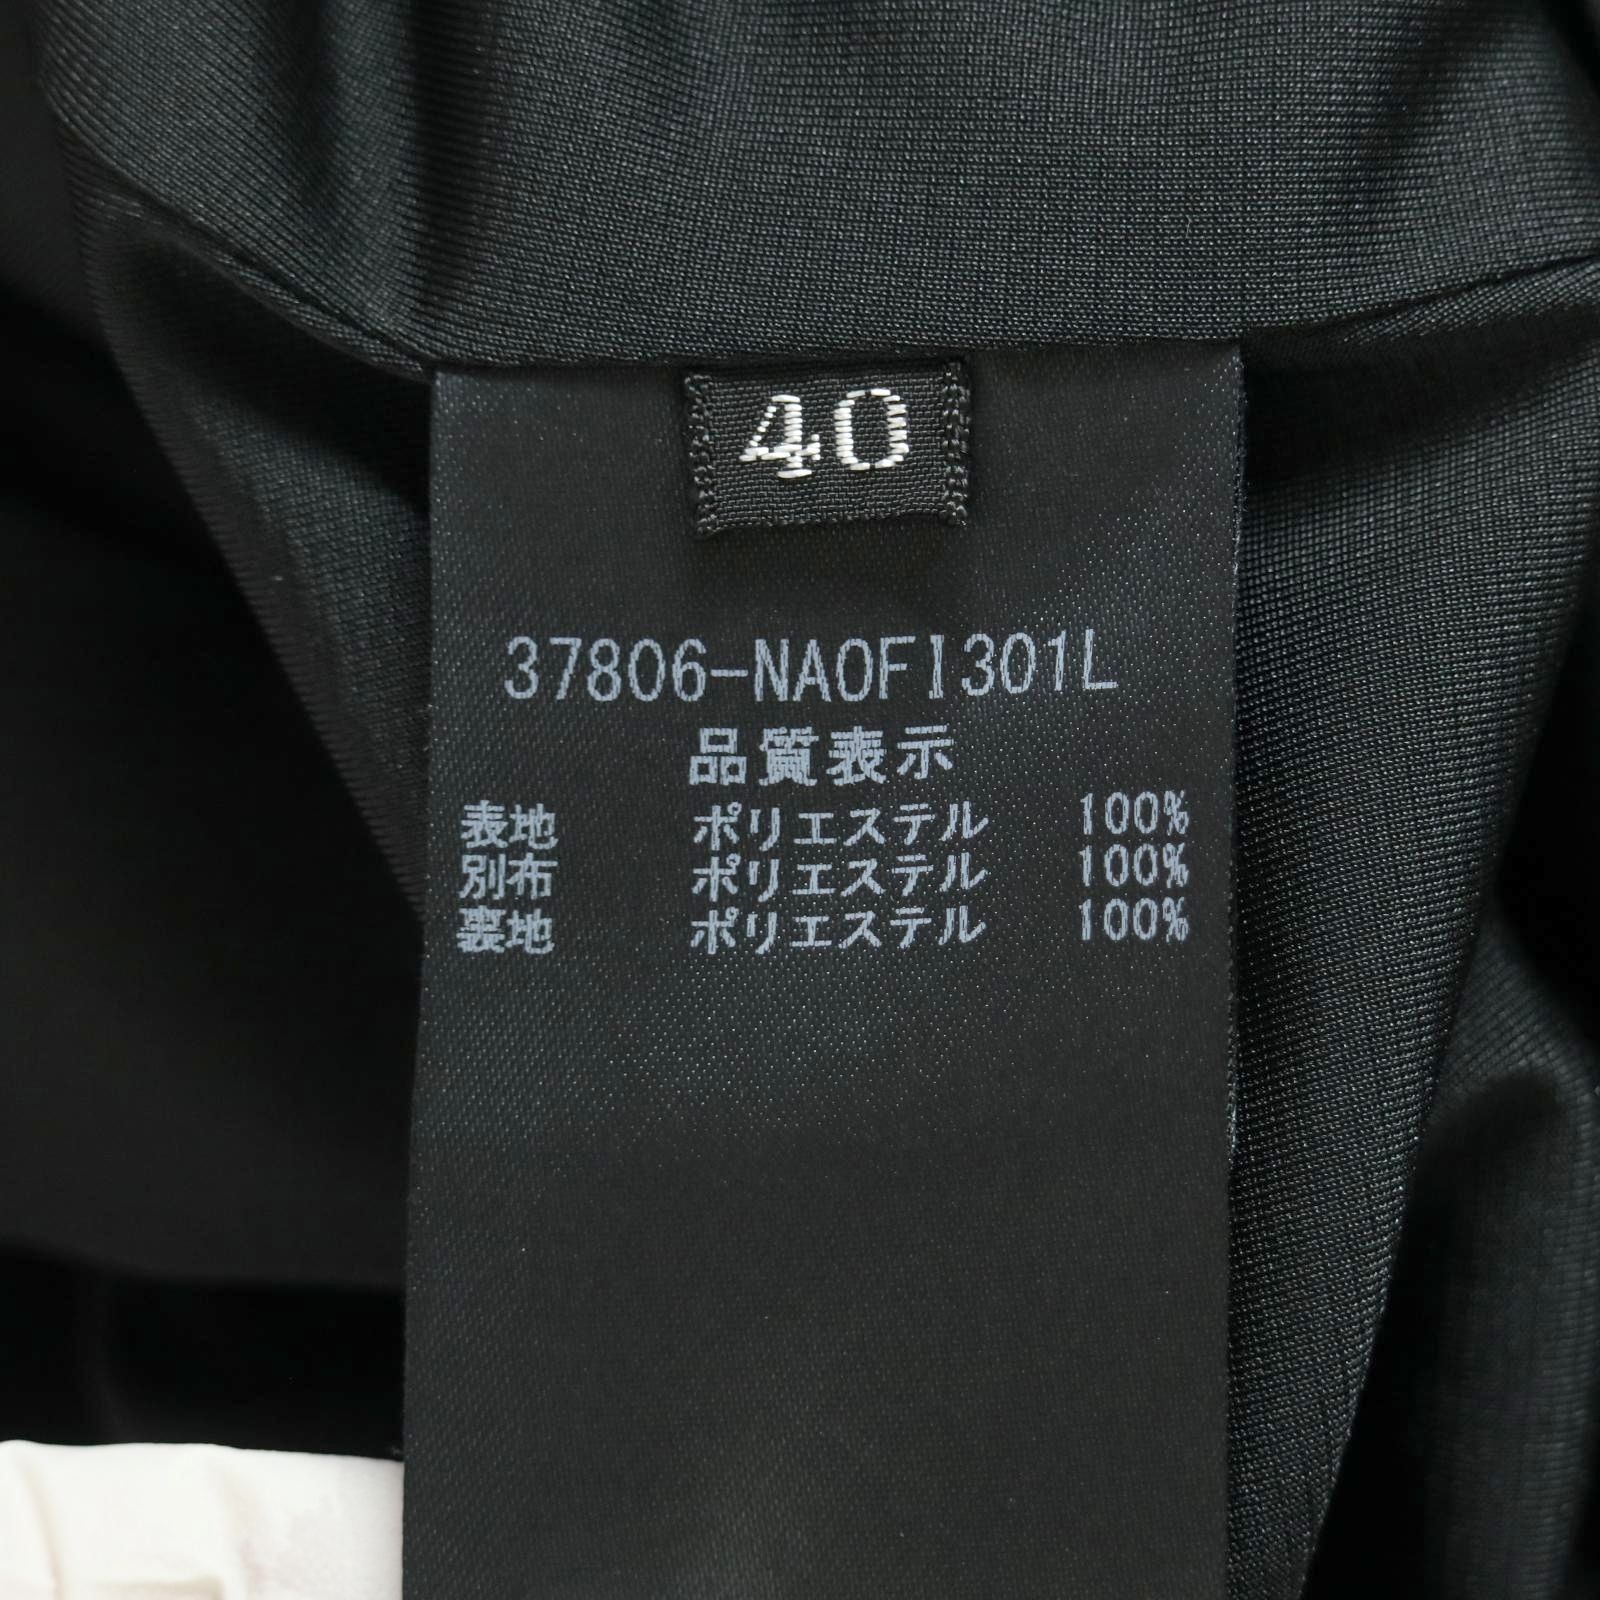 40
37806-NAOFI301L
品質表示
表地 ポリエステル 100%
別布 ポリエステル 100%
裏地 ポリエステル 100%